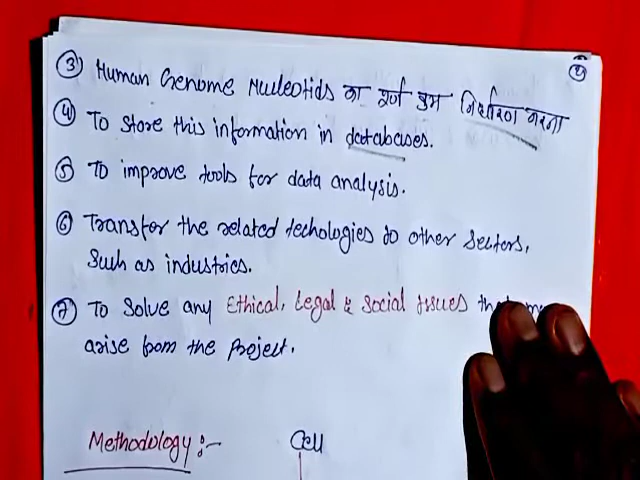 ③ Human Genome Nucleotids का पूर्ण क्रम निर्धारण करना
④ To store this information in databases.
⑤ To improve tools for data analysis.
⑥ Transfer the related techologies to other sectors,
Such as industries.
⑦ To solve any Ethical, Legal & Social Issues
arise from the Project.
Methodology :-
Cell